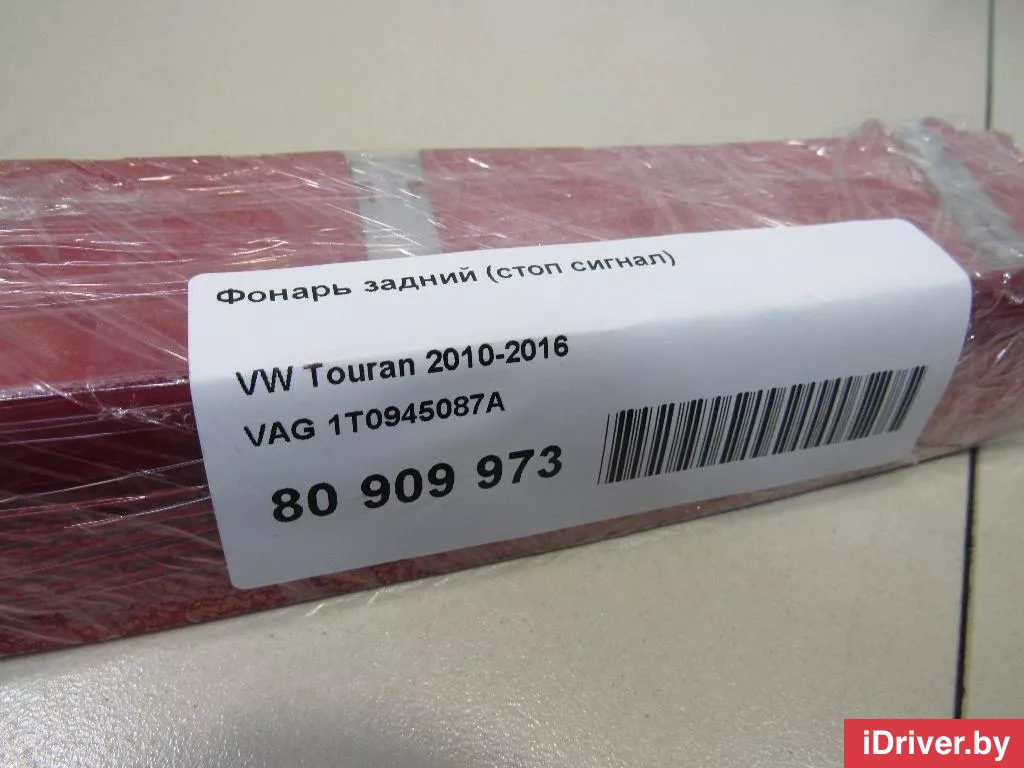 Фонарь задний (стоп сигнал)
VW Touran 2010-2016
VAG 1T0945087A
80 909 973
iDriver.by